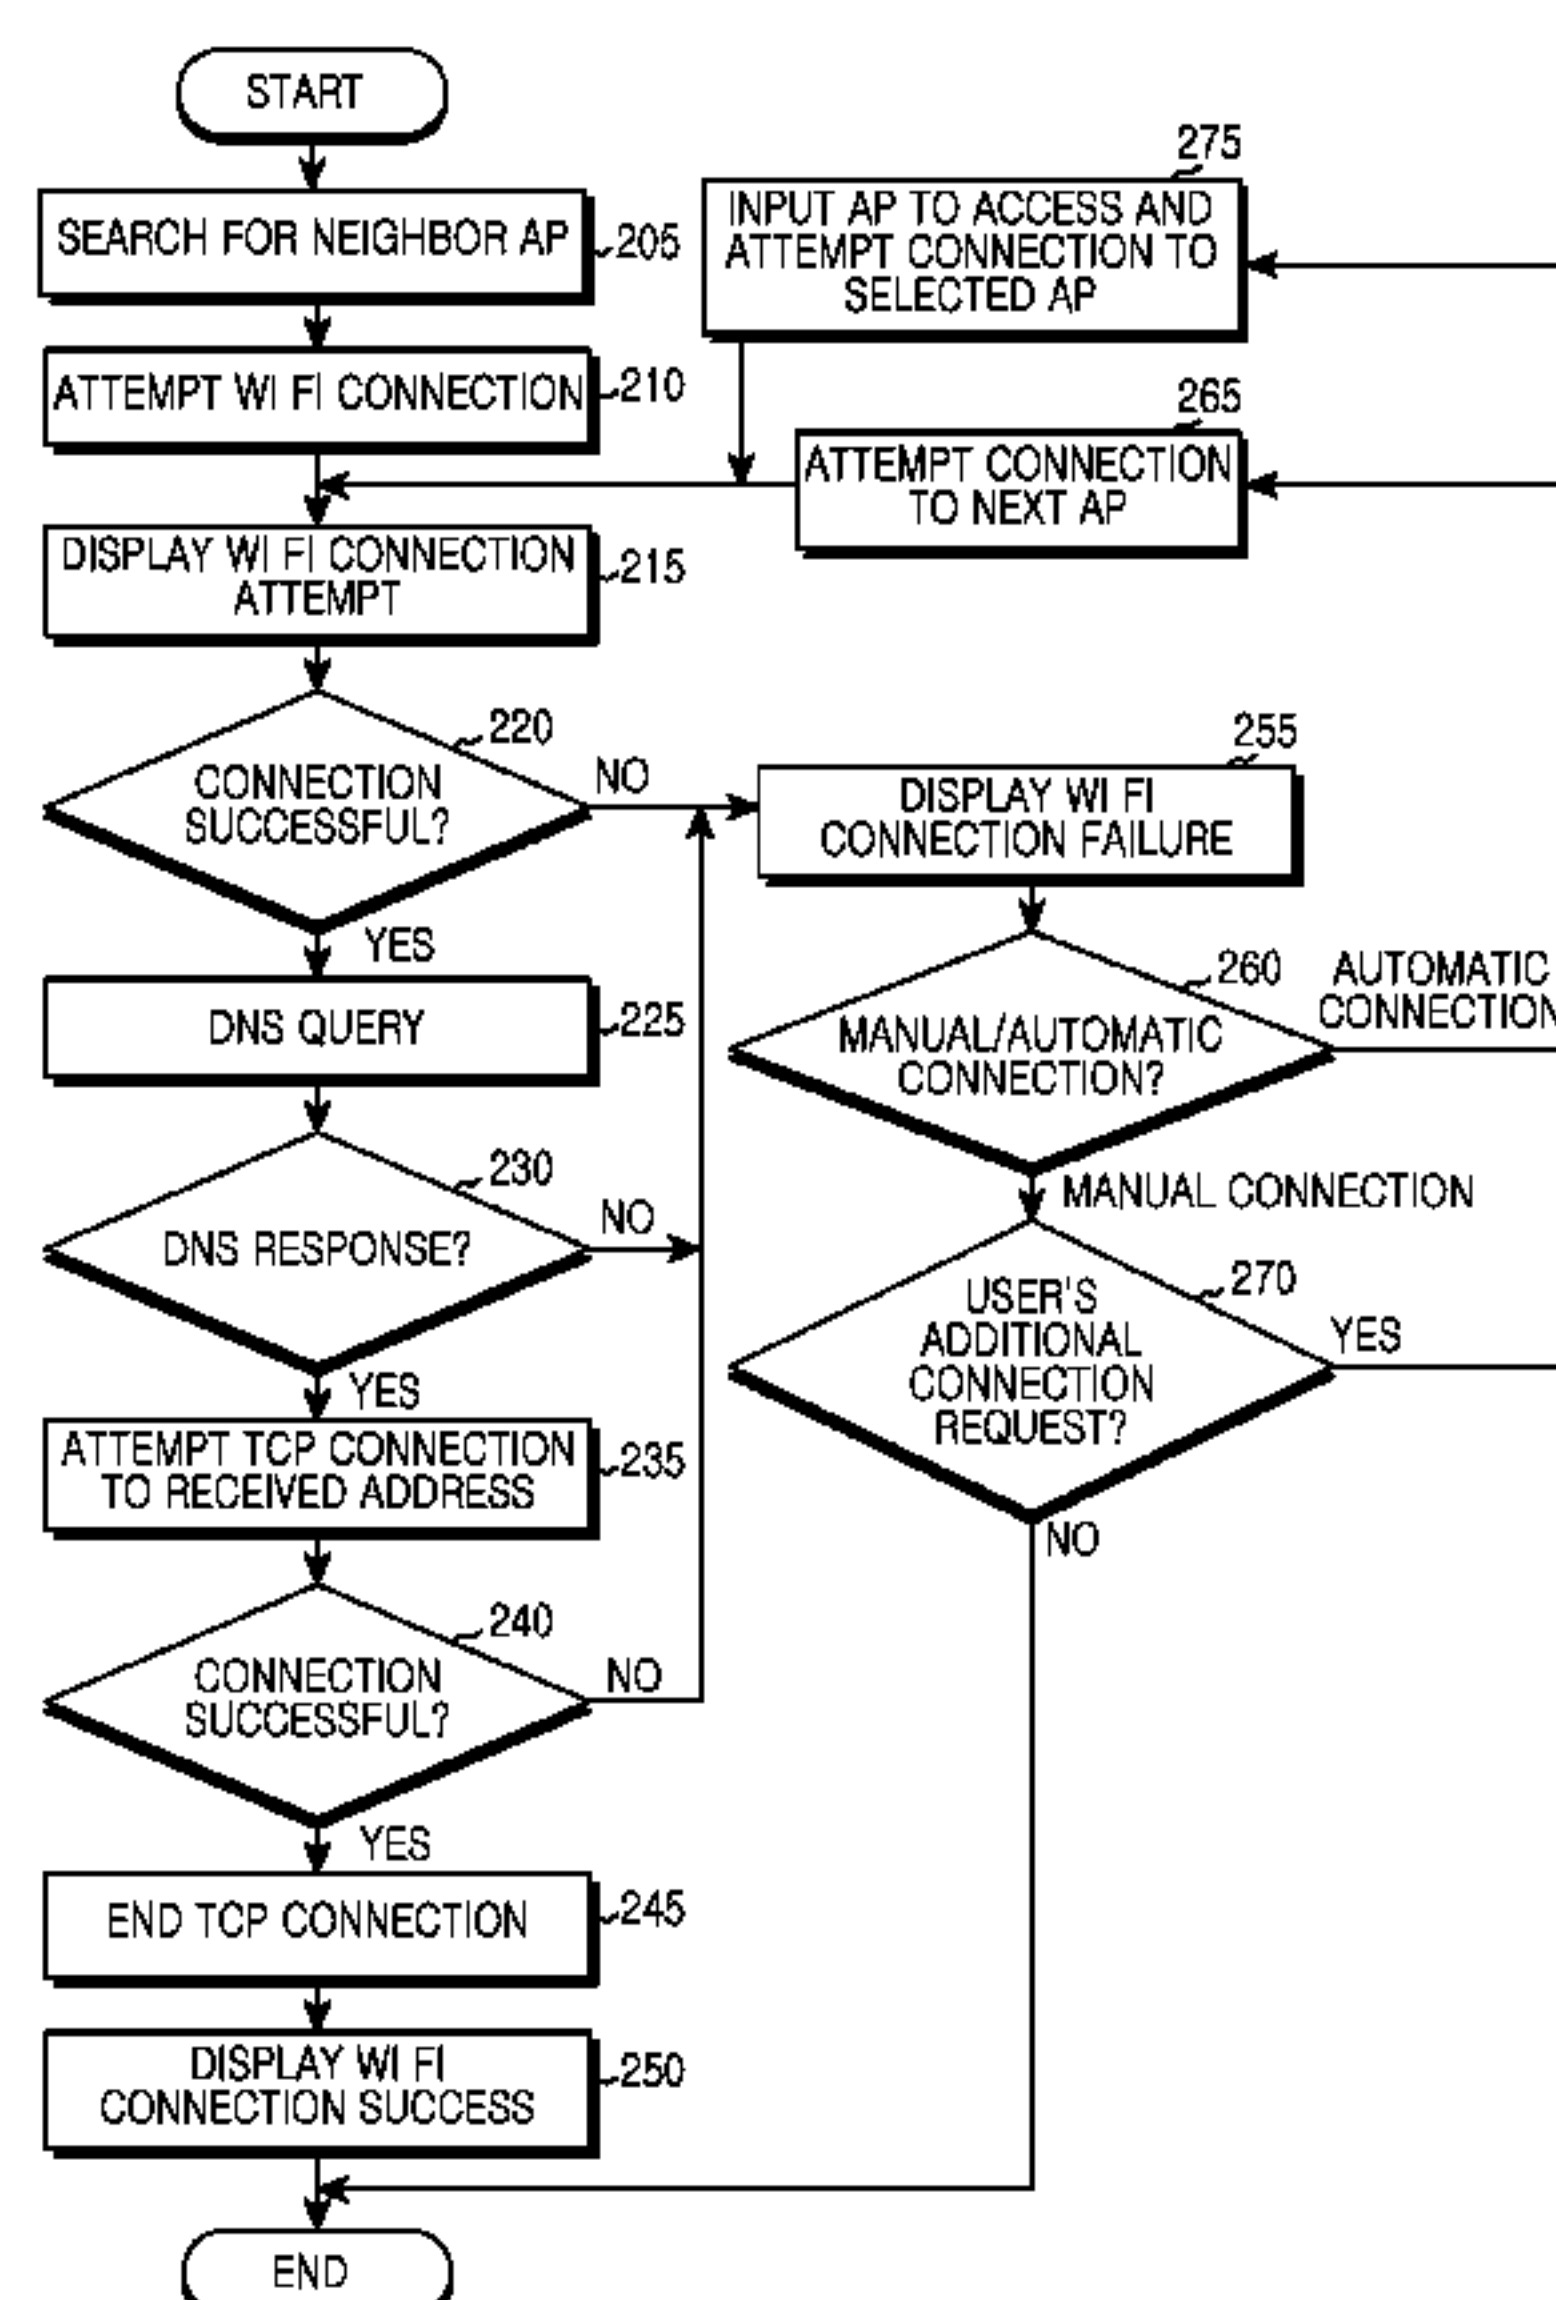 START
SEARCH FOR NEIGHBOR AP
205
ATTEMPT WI FI CONNECTION
210
275
INPUT AP TO ACCESS AND
ATTEMPT CONNECTION TO
SELECTED AP
265
ATTEMPT CONNECTION
TO NEXT AP
DISPLAY WI FI CONNECTION
ATTEMPT
215
220
CONNECTION
SUCCESSFUL?
NO
YES
255
DISPLAY WI FI
CONNECTION FAILURE
DNS QUERY
225
260
MANUAL/AUTOMATIC
CONNECTION?
AUTOMATIC
CONNECTION
MANUAL CONNECTION
230
DNS RESPONSE?
NO
YES
270
USER'S
ADDITIONAL
CONNECTION
REQUEST?
YES
NO
ATTEMPT TCP CONNECTION
TO RECEIVED ADDRESS
235
240
CONNECTION
SUCCESSFUL?
NO
YES
END TCP CONNECTION
245
DISPLAY WI FI
CONNECTION SUCCESS
250
END